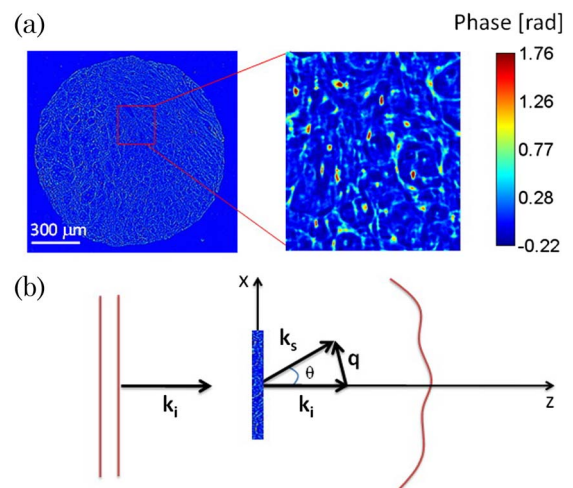 (a)
Phase [rad]
1.76
1.26
0.77
0.28
-0.22
300 µm
(b)
x
k_s
q
θ
k_i
k_i
z